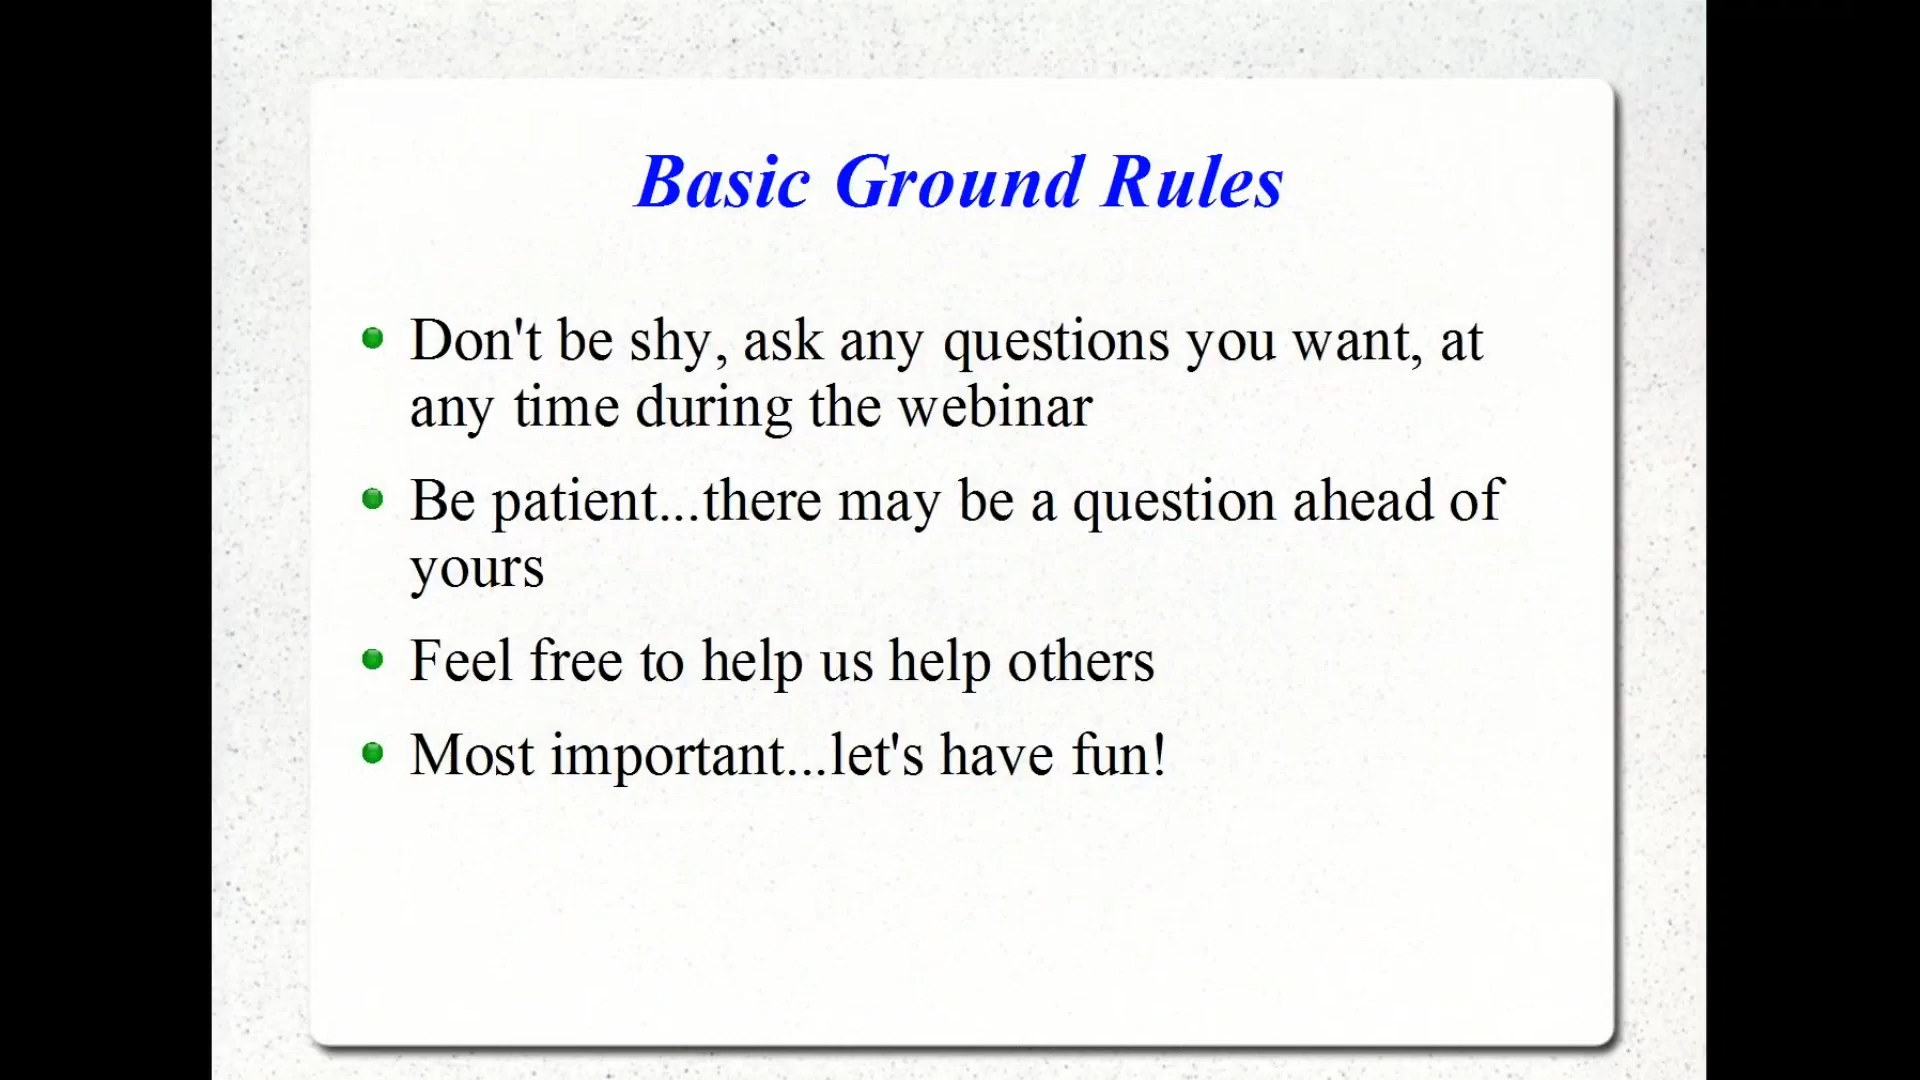 Basic Ground Rules
Don't be shy, ask any questions you want, at
any time during the webinar
Be patient...there may be a question ahead of
yours
Feel free to help us help others
Most important...let's have fun!